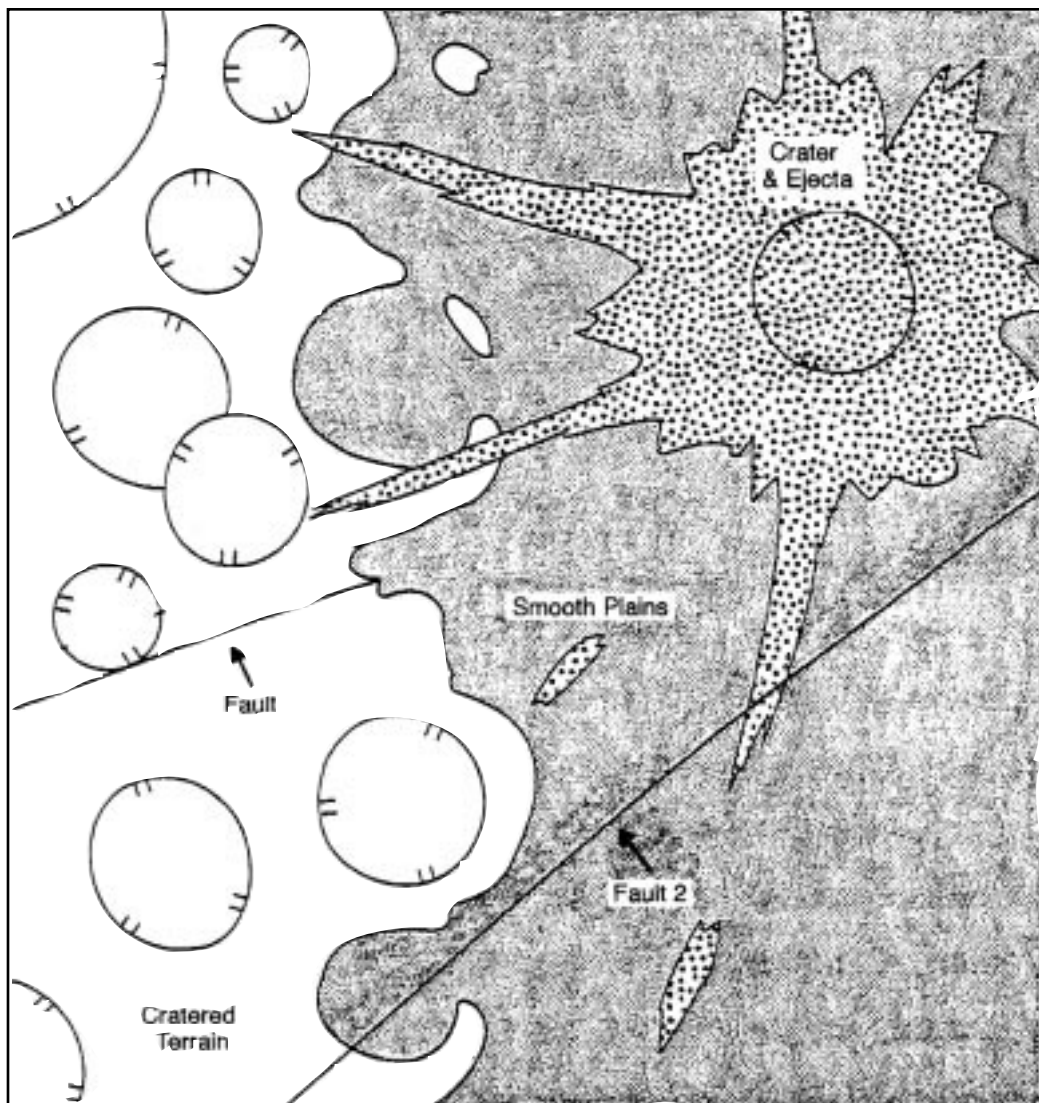 Crater
& Ejecta
Smooth Plains
Fault
Fault 2
Cratered
Terrain